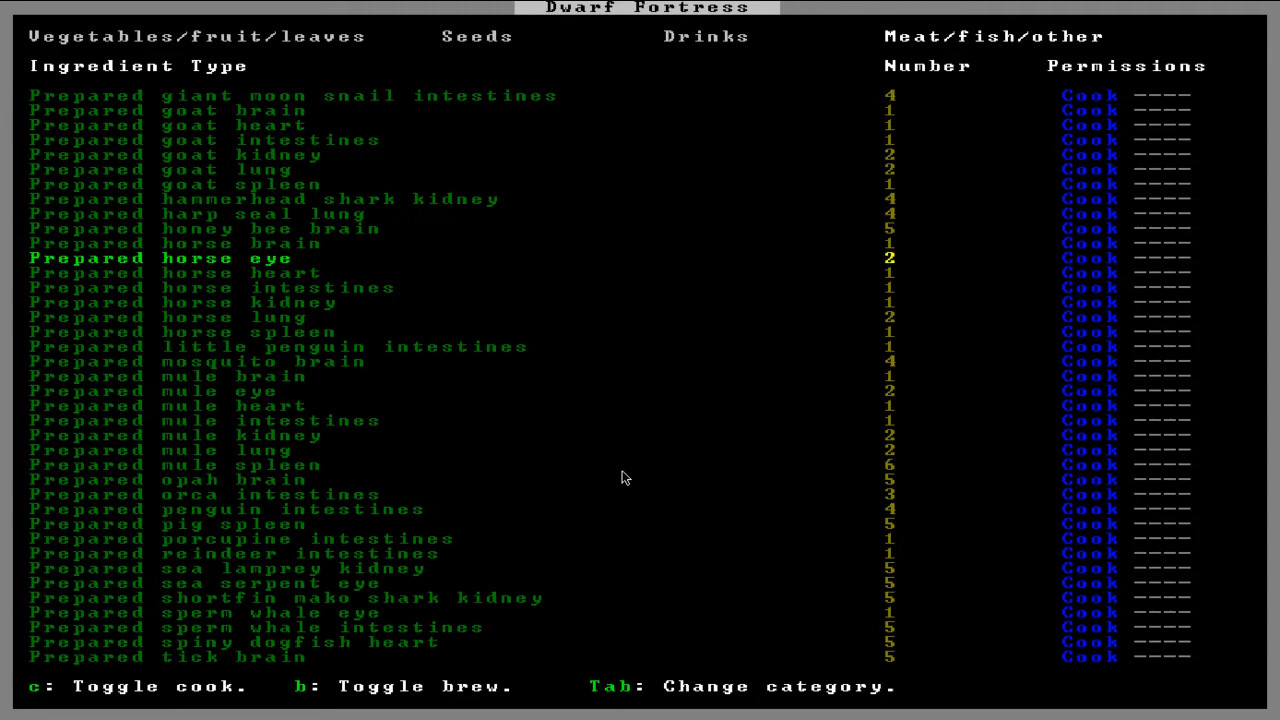 Dwarf Fortress
Vegetables/fruit/leaves Seeds Drinks Meat/fish/other
Ingredient Type Number Permissions
Prepared giant moon snail intestines 4 Cook ----
Prepared goat brain 1 Cook ----
Prepared goat heart 1 Cook ----
Prepared goat intestines 1 Cook ----
Prepared goat kidney 2 Cook ----
Prepared goat lung 2 Cook ----
Prepared goat spleen 1 Cook ----
Prepared hammerhead shark kidney 4 Cook ----
Prepared harp seal lung 4 Cook ----
Prepared honey bee brain 5 Cook ----
Prepared horse brain 1 Cook ----
Prepared horse eye 2 Cook ----
Prepared horse heart 1 Cook ----
Prepared horse intestines 1 Cook ----
Prepared horse kidney 1 Cook ----
Prepared horse lung 2 Cook ----
Prepared horse spleen 1 Cook ----
Prepared little penguin intestines 1 Cook ----
Prepared mosquito brain 4 Cook ----
Prepared mule brain 1 Cook ----
Prepared mule eye 2 Cook ----
Prepared mule heart 1 Cook ----
Prepared mule intestines 1 Cook ----
Prepared mule kidney 2 Cook ----
Prepared mule lung 2 Cook ----
Prepared mule spleen 6 Cook ----
Prepared opah brain 5 Cook ----
Prepared orca intestines 3 Cook ----
Prepared penguin intestines 4 Cook ----
Prepared pig spleen 5 Cook ----
Prepared porcupine intestines 1 Cook ----
Prepared reindeer intestines 1 Cook ----
Prepared sea lamprey kidney 5 Cook ----
Prepared sea serpent eye 5 Cook ----
Prepared shortfin mako shark kidney 5 Cook ----
Prepared sperm whale eye 1 Cook ----
Prepared sperm whale intestines 5 Cook ----
Prepared spiny dogfish heart 5 Cook ----
Prepared tick brain 5 Cook ----
c: Toggle cook. b: Toggle brew. Tab: Change category.